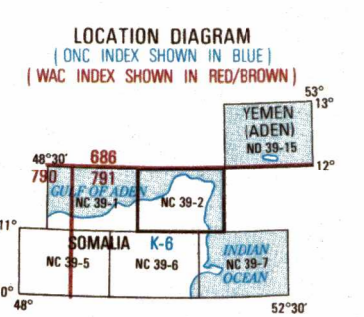 LOCATION DIAGRAM
( ONC INDEX SHOWN IN BLUE )
( WAC INDEX SHOWN IN RED/BROWN )
53°
13°
YEMEN
(ADEN)
ND 39-15
48°30' 686
12°
790 791
GULF OF ADEN
NC 39-1 NC 39-2
11°
SOMALIA K-6 INDIAN
NC 39-5 NC 39-6 NC 39-7
OCEAN
0°
48° 52°30'